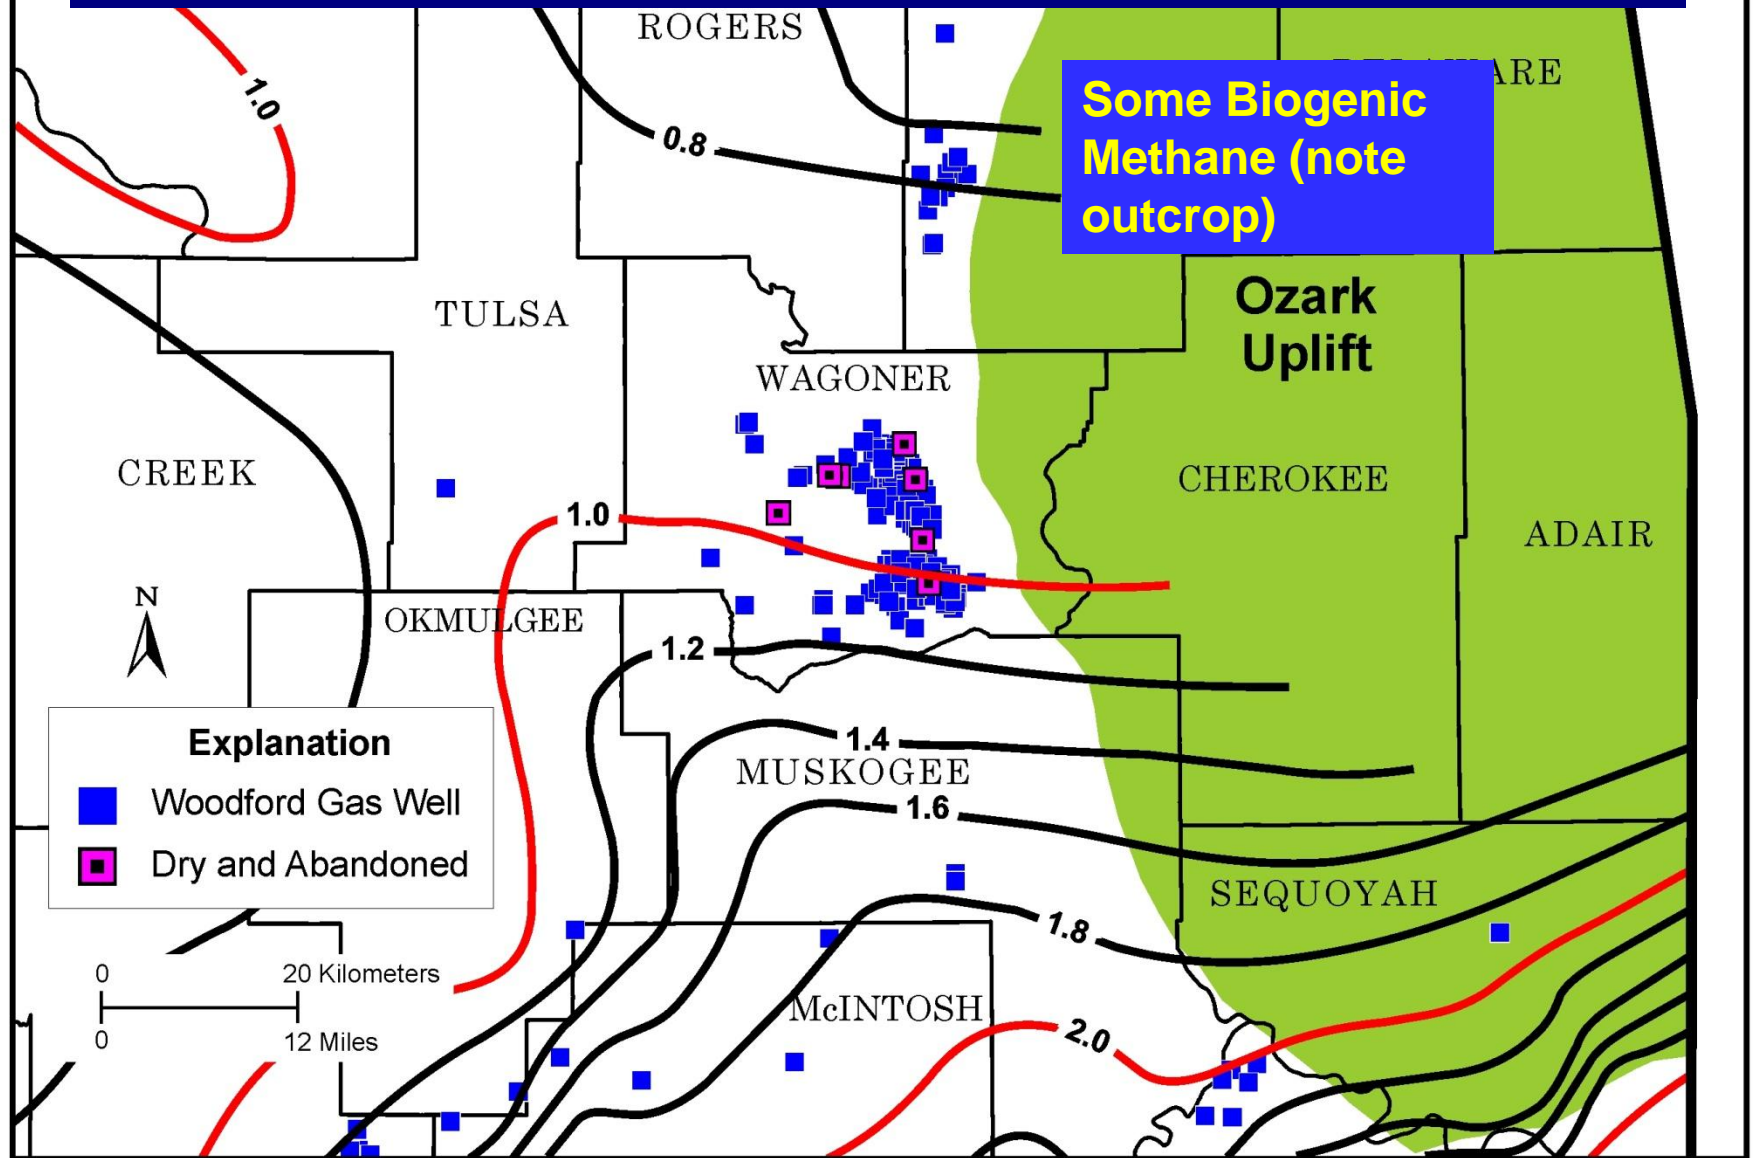 ROGERS
1.0
0.8
Some Biogenic
Methane (note
outcrop)
Ozark
Uplift
TULSA
WAGONER
CREEK
CHEROKEE
ADAIR
1.0
N
OKMULGEE
1.2
1.4
MUSKOGEE
1.6
Explanation
Woodford Gas Well
Dry and Abandoned
SEQUOYAH
1.8
0 20 Kilometers
0 12 Miles
McINTOSH
2.0